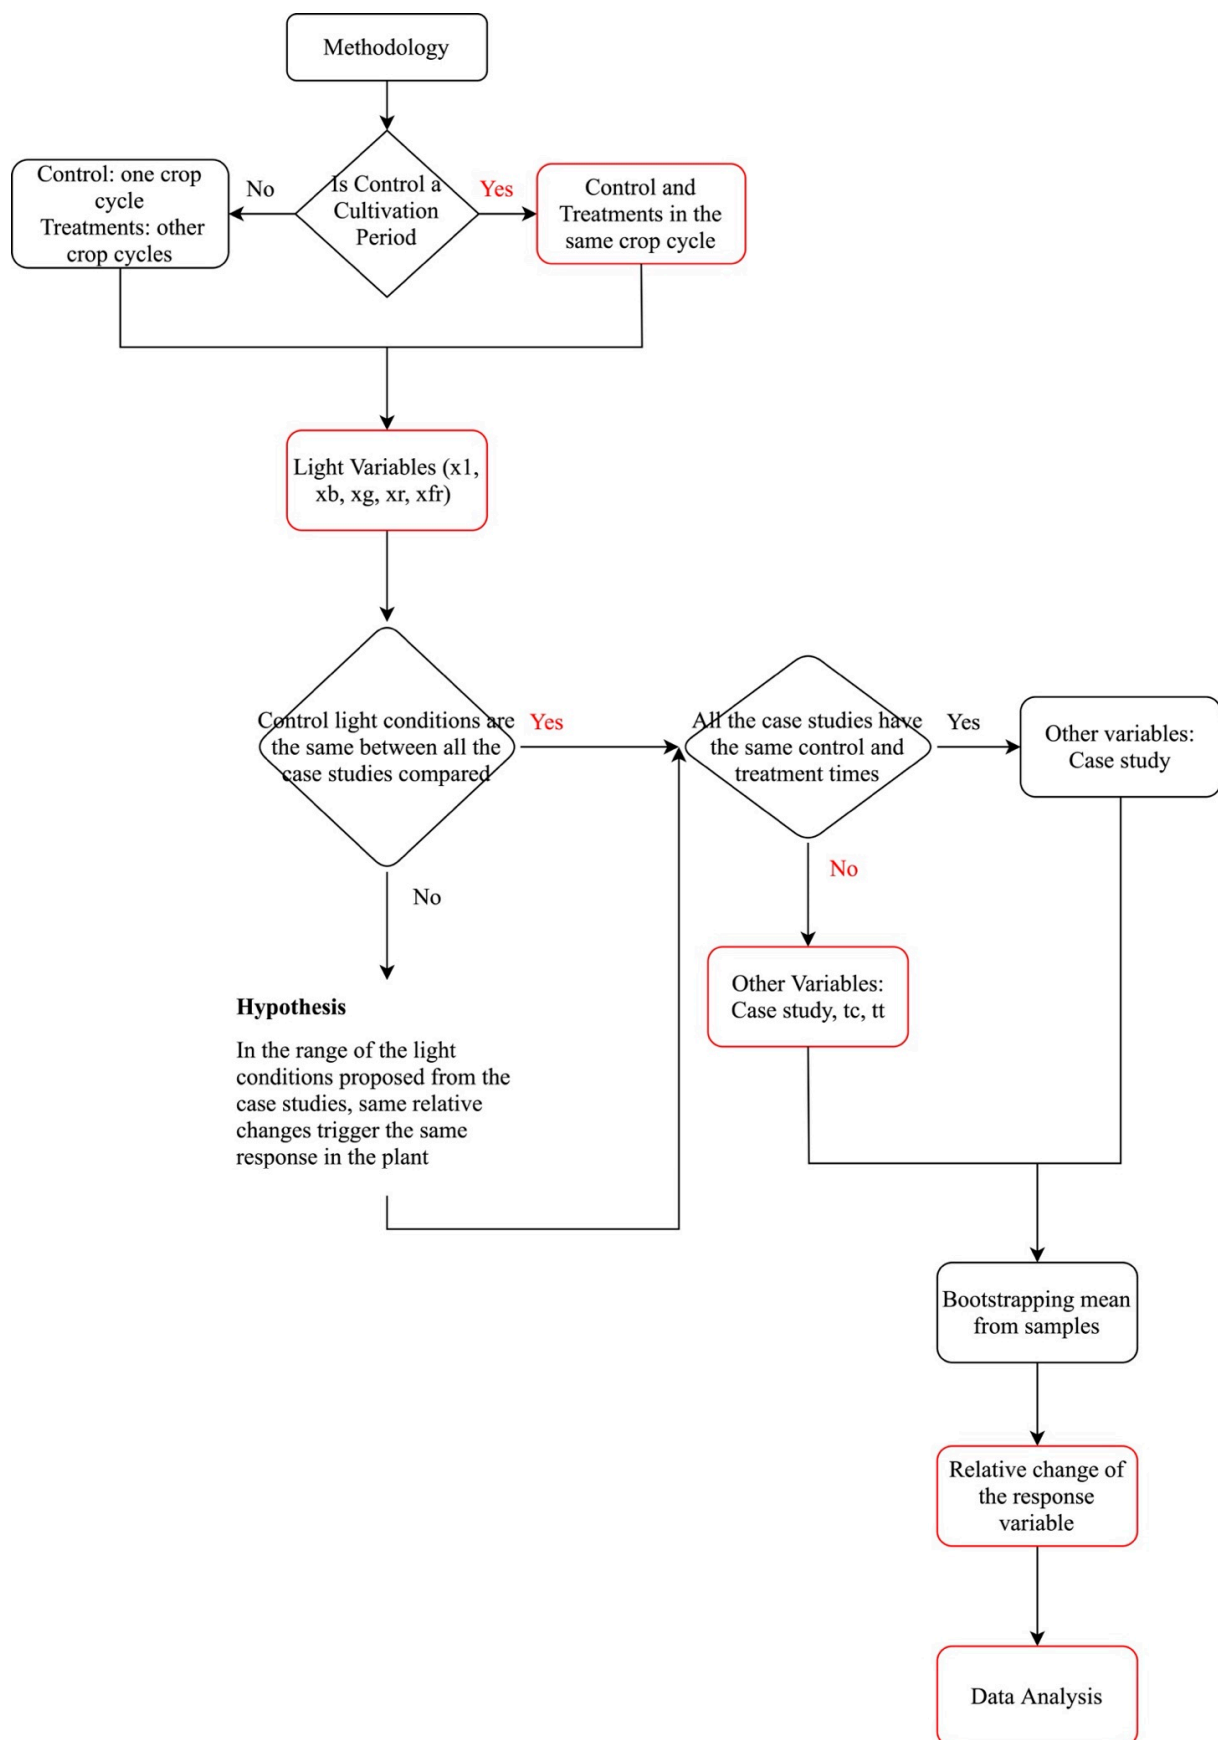 Methodology
Control: one crop
cycle
Treatments: other
crop cycles
No
Is Control a
Cultivation
Period
Yes
Control and
Treatments in the
same crop cycle
Light Variables (x1,
xb, xg, xr, xfr)
Control light conditions are
the same between all the
case studies compared
Yes
All the case studies have
the same control and
treatment times
Yes
Other variables:
Case study
No
No
Other Variables:
Case study, tc, tt
Hypothesis
In the range of the light
conditions proposed from the
case studies, same relative
changes trigger the same
response in the plant
Bootstrapping mean
from samples
Relative change of
the response
variable
Data Analysis